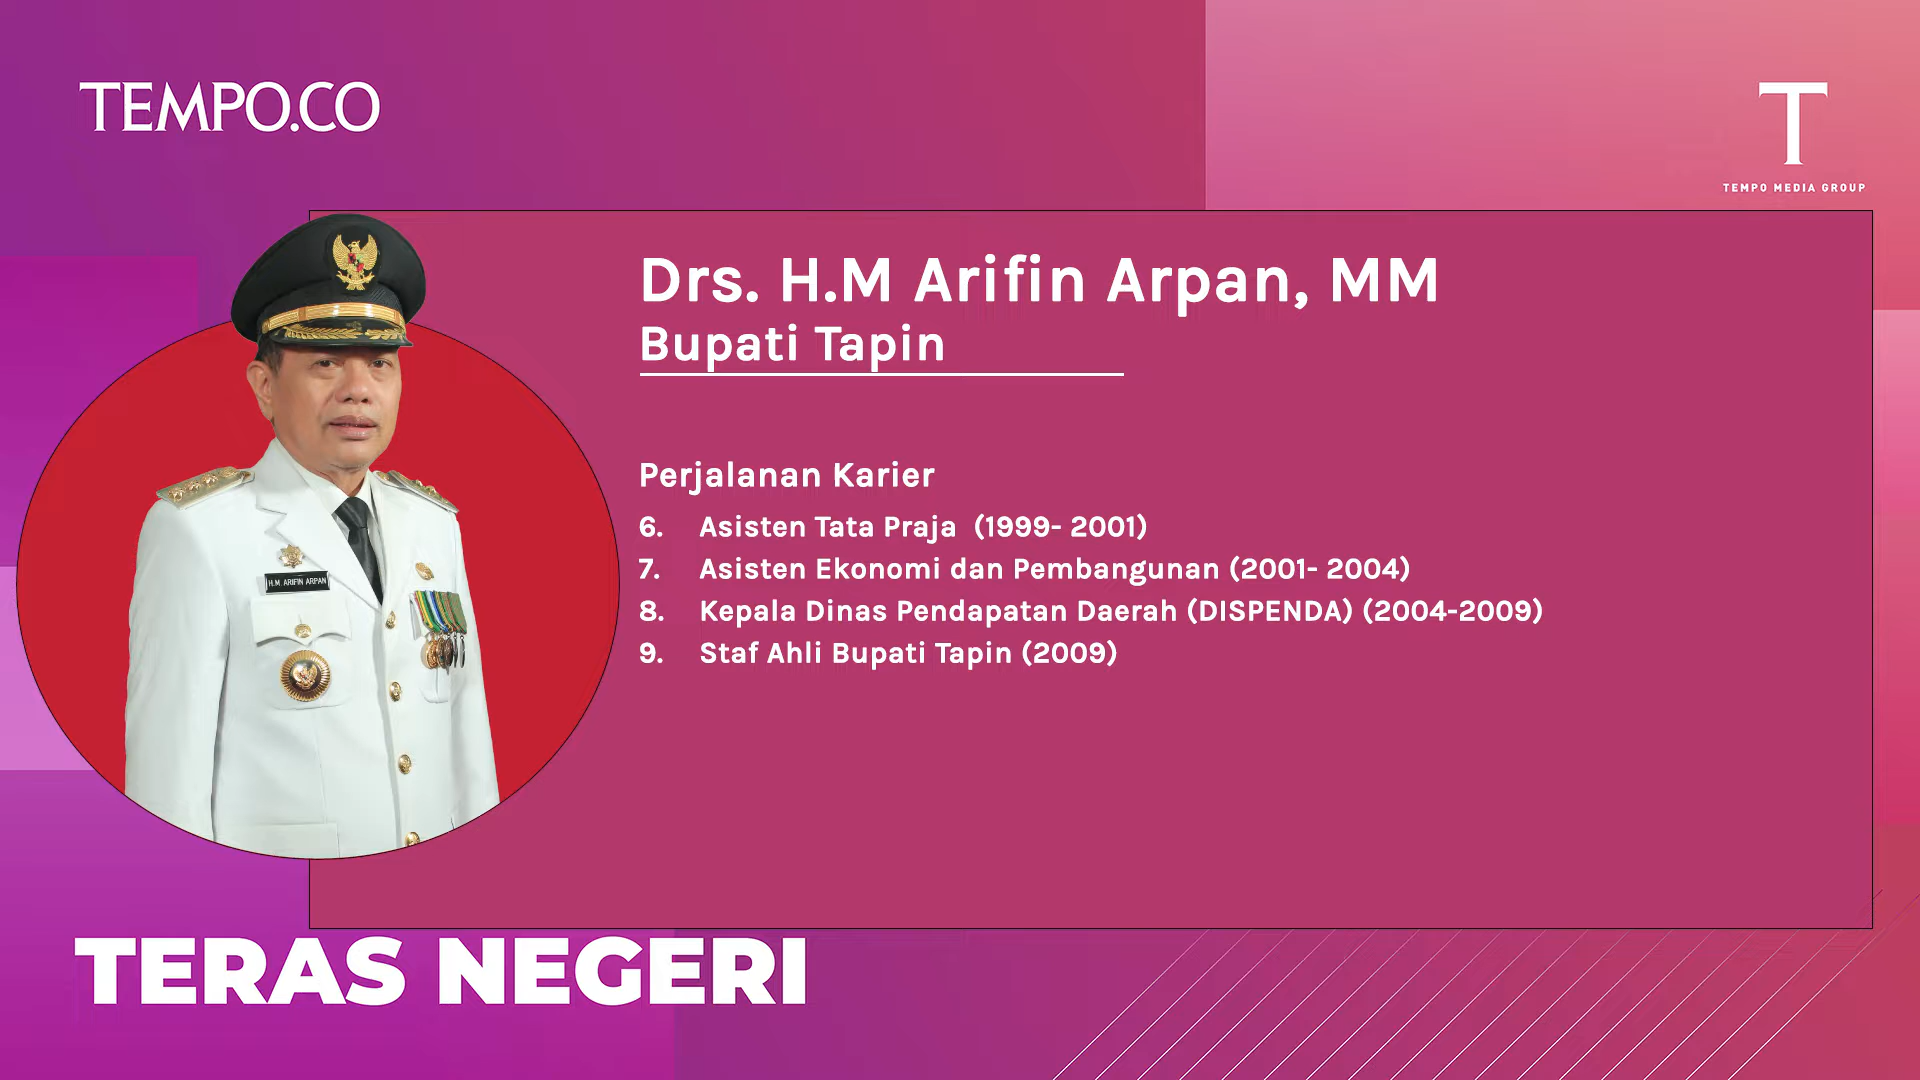 TEMPO.CO
T
TEMPO MEDIA GROUP
Drs. H.M Arifin Arpan, MM
Bupati Tapin
Perjalanan Karier
6. Asisten Tata Praja (1999- 2001)
7. Asisten Ekonomi dan Pembangunan (2001- 2004)
8. Kepala Dinas Pendapatan Daerah (DISPENDA) (2004-2009)
9. Staf Ahli Bupati Tapin (2009)
H.M. ARIFIN ARPAN
TERAS NEGERI